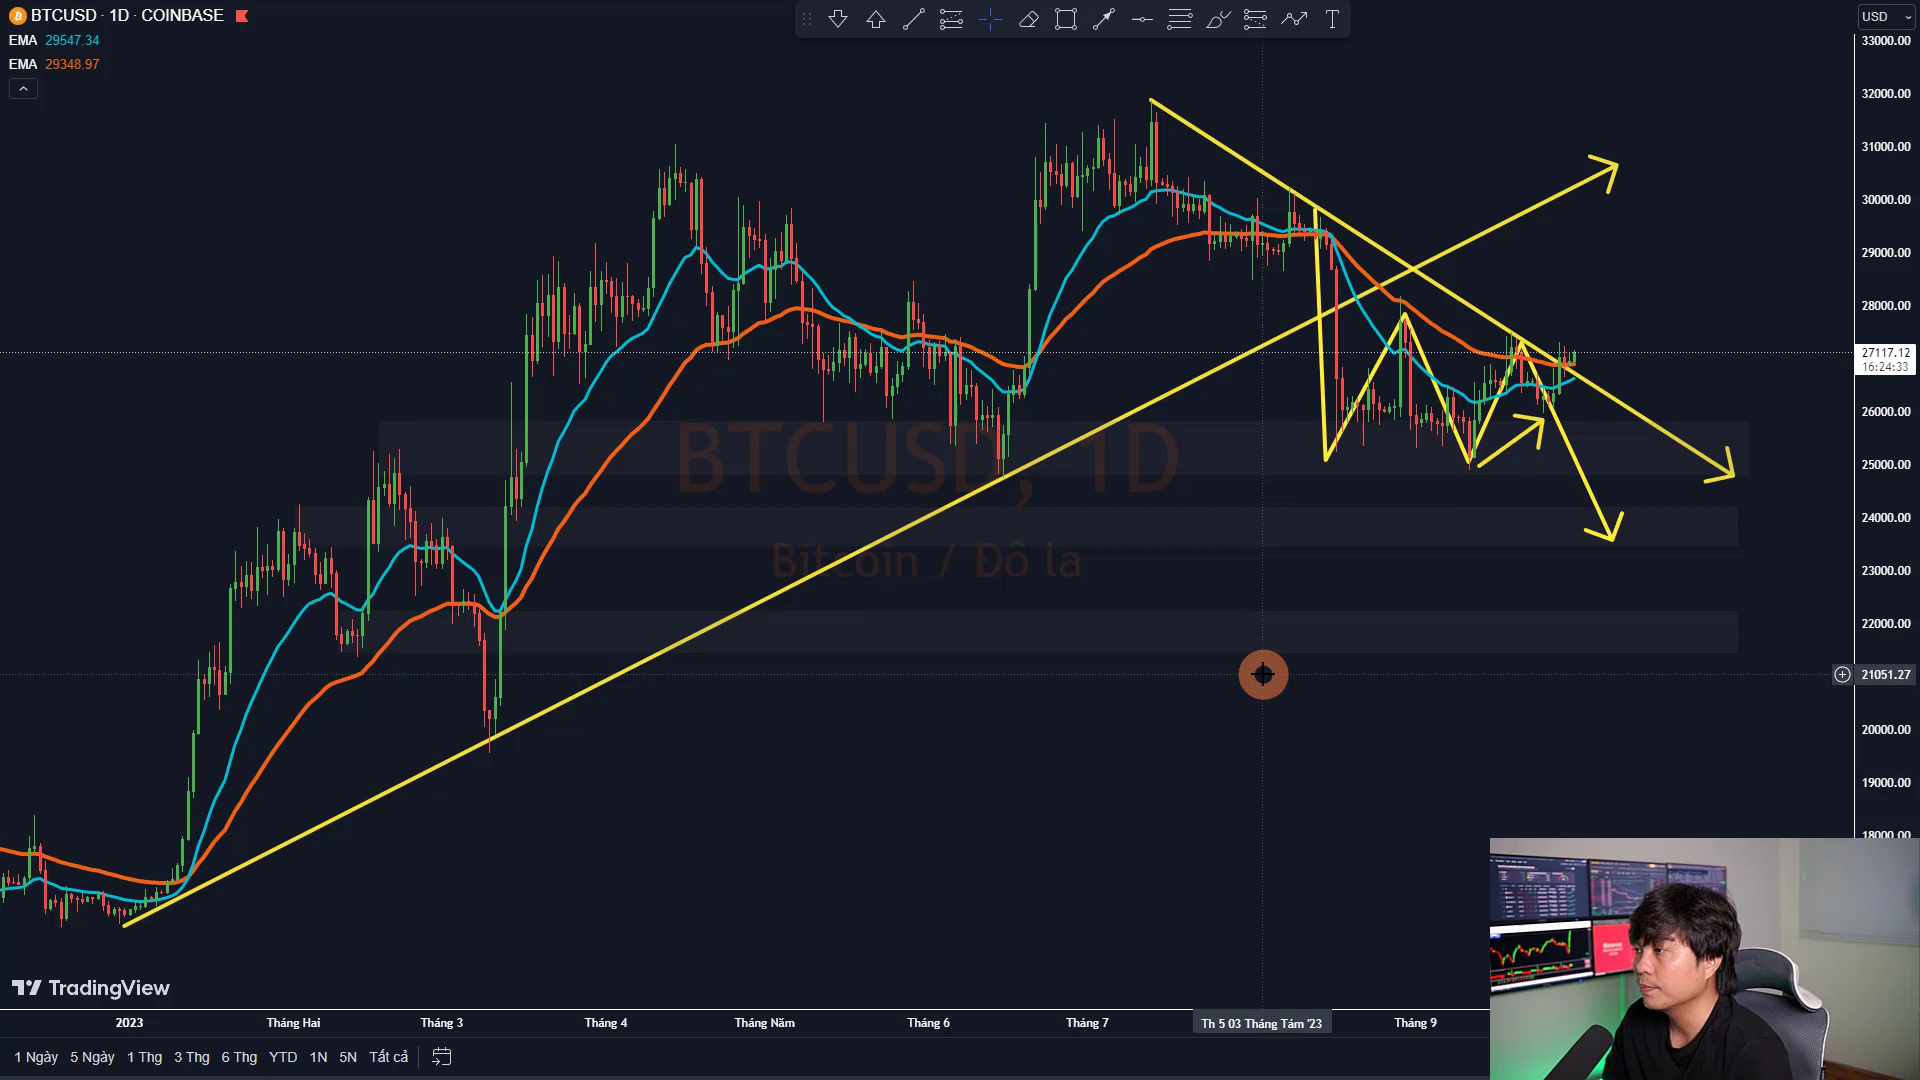 BTCUSD · 1D · COINBASE
EMA 29547.34
EMA 29348.97
T
USD
33000.00
32000.00
31000.00
30000.00
29000.00
28000.00
27117.12
16:24:33
26000.00
25000.00
24000.00
23000.00
22000.00
21051.27
20000.00
19000.00
18000.00
BTCUSD, 1D
Bitcoin / Đô la
TradingView
2023 Tháng Hai Tháng 3 Tháng 4 Tháng Năm Tháng 6 Tháng 7 Th 5 03 Tháng Tám '23 Tháng 9
1 Ngày 5 Ngày 1 Thg 3 Thg 6 Thg YTD 1N 5N Tất cả